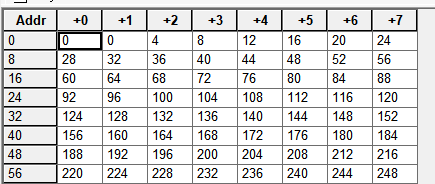 Addr +0 +1 +2 +3 +4 +5 +6 +7
0 0 0 4 8 12 16 20 24
8 28 32 36 40 44 48 52 56
16 60 64 68 72 76 80 84 88
24 92 96 100 104 108 112 116 120
32 124 128 132 136 140 144 148 152
40 156 160 164 168 172 176 180 184
48 188 192 196 200 204 208 212 216
56 220 224 228 232 236 240 244 248